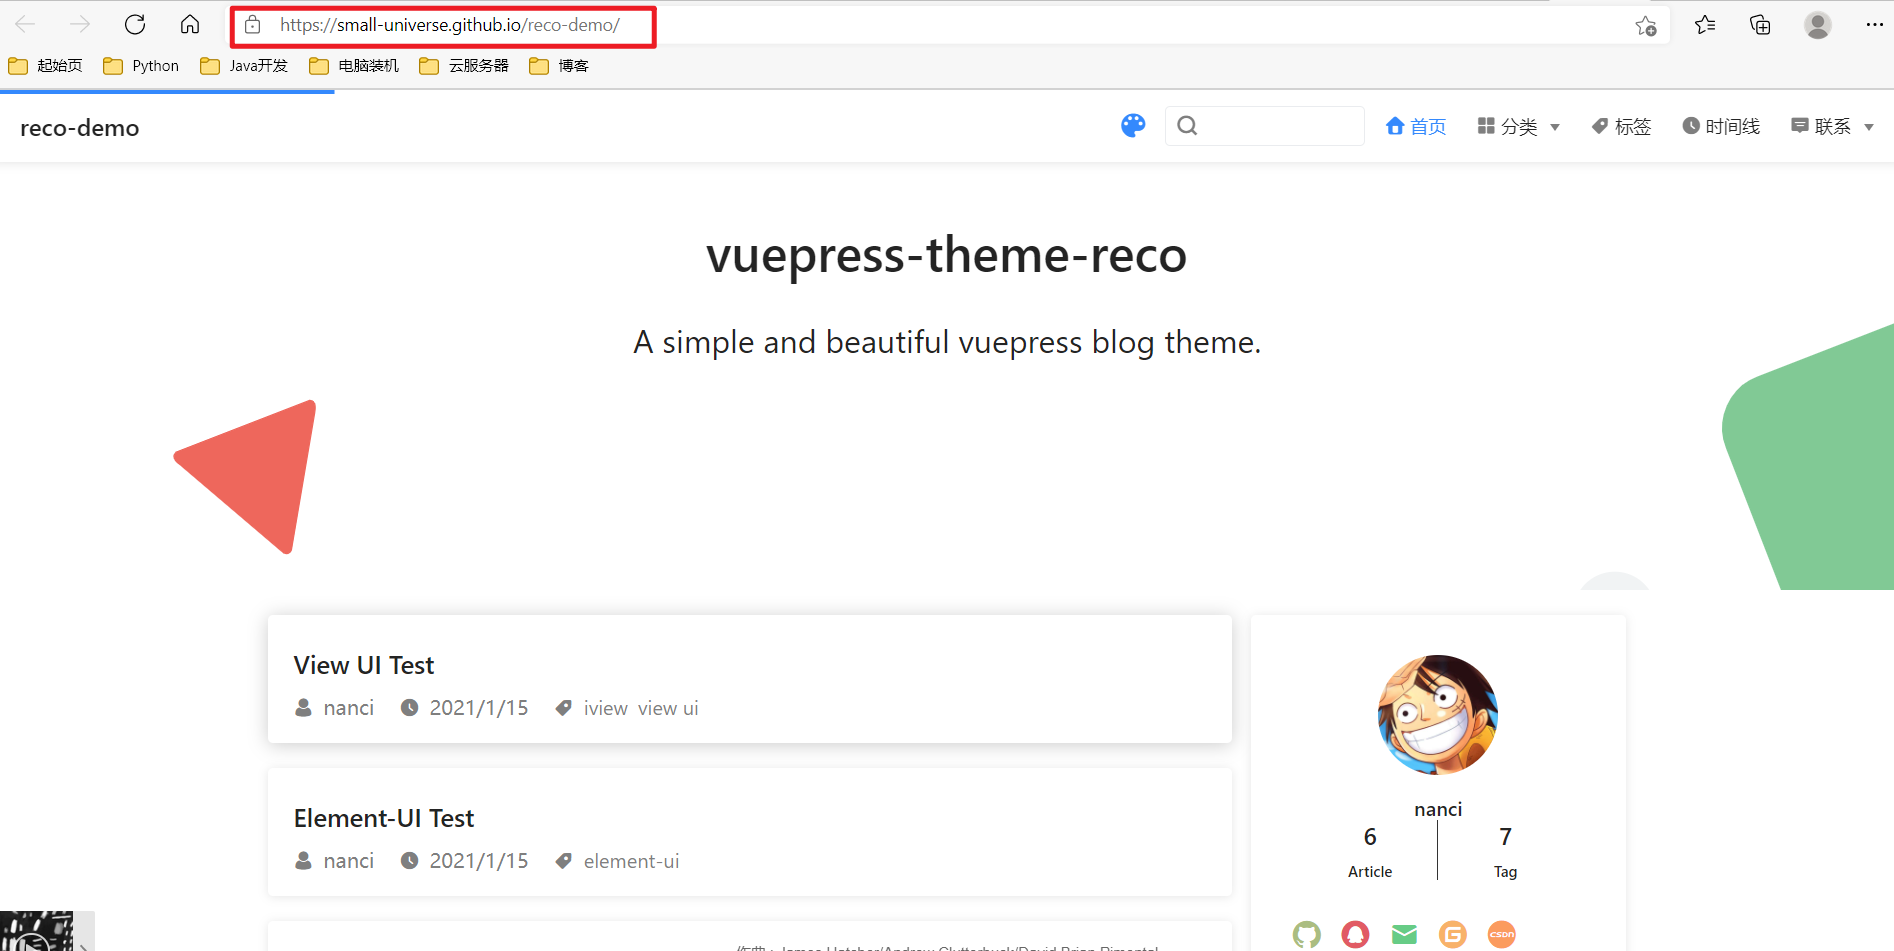 https://small-universe.github.io/reco-demo/
起始页 Python Java开发 电脑装机 云服务器 博客
reco-demo 首页 分类 标签 时间线 联系
vuepress-theme-reco
A simple and beautiful vuepress blog theme.
View UI Test
nanci 2021/1/15 iview view ui
Element-UI Test
nanci 2021/1/15 element-ui
nanci
6 7
Article Tag
G CSDN